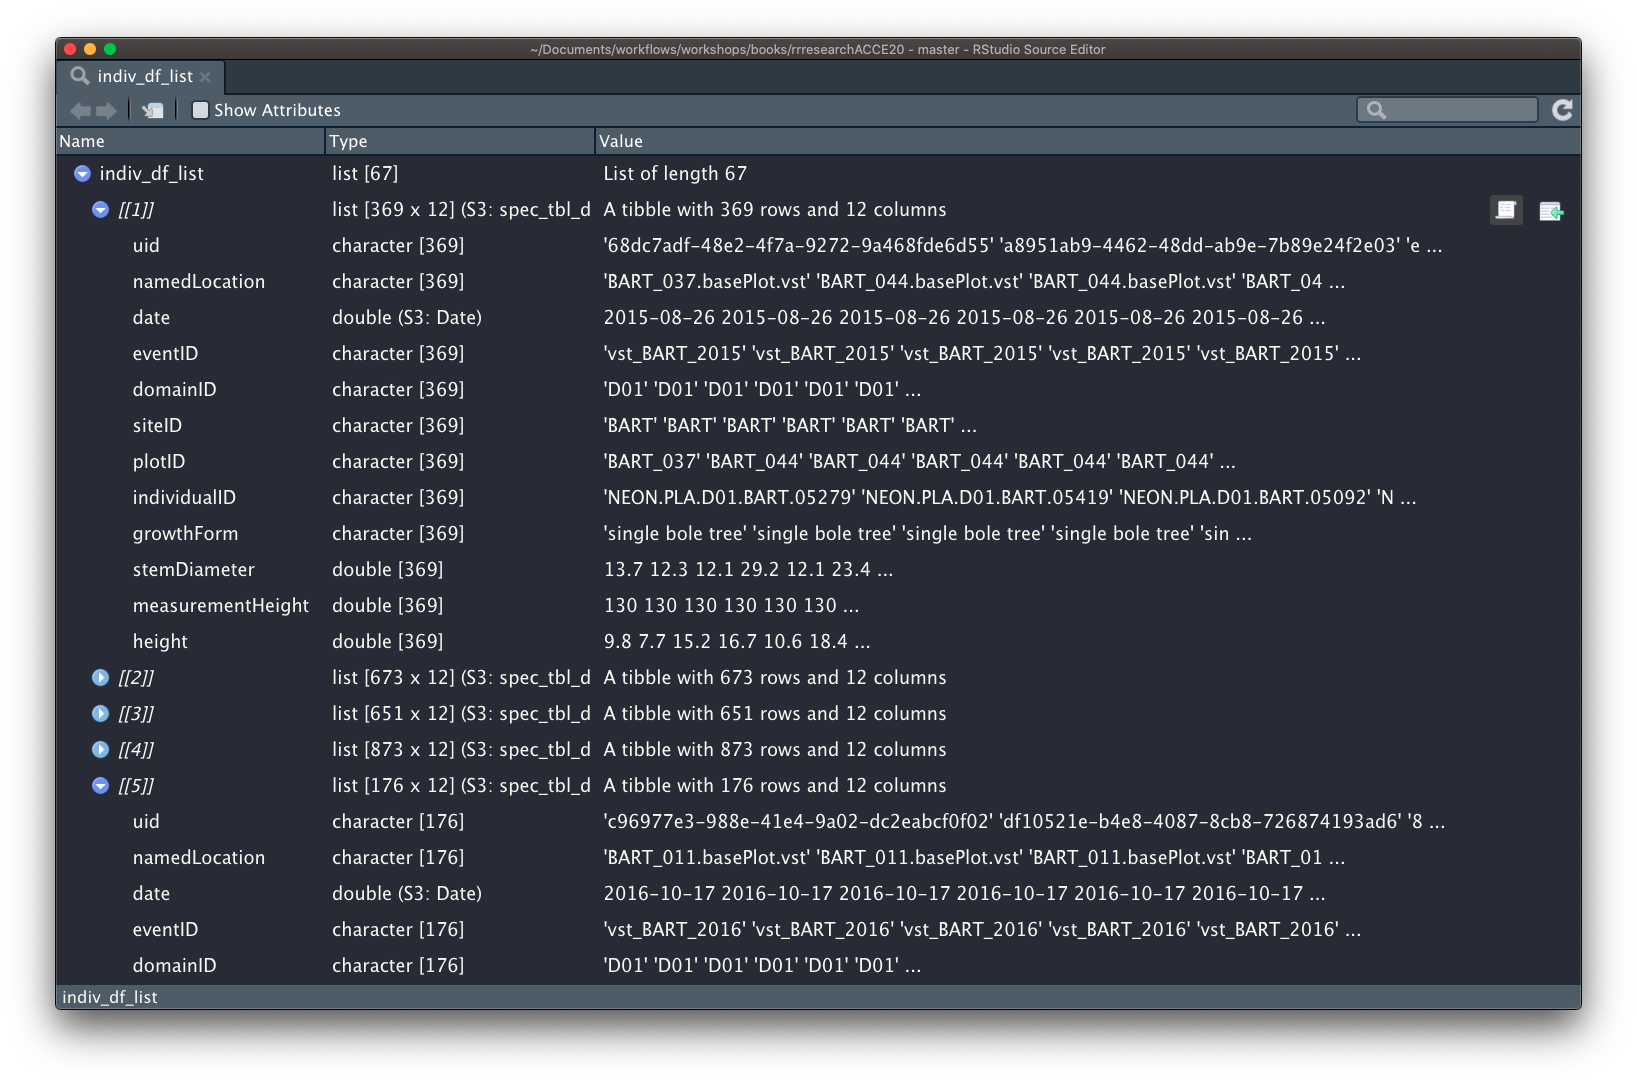 ~/Documents/workflows/workshops/books/rrresearchACCE20 - master - RStudio Source Editor
indiv_df_list
Show Attributes
Name Type Value
indiv_df_list list [67] List of length 67
[[1]] list [369 x 12] (S3: spec_tbl_d A tibble with 369 rows and 12 columns
uid character [369] '68dc7adf-48e2-4f7a-9272-9a468fde6d55' 'a8951ab9-4462-48dd-ab9e-7b89e24f2e03' 'e ...
namedLocation character [369] 'BART_037.basePlot.vst' 'BART_044.basePlot.vst' 'BART_044.basePlot.vst' 'BART_04 ...
date double (S3: Date) 2015-08-26 2015-08-26 2015-08-26 2015-08-26 2015-08-26 2015-08-26 ...
eventID character [369] 'vst_BART_2015' 'vst_BART_2015' 'vst_BART_2015' 'vst_BART_2015' 'vst_BART_2015' ...
domainID character [369] 'D01' 'D01' 'D01' 'D01' 'D01' 'D01' ...
siteID character [369] 'BART' 'BART' 'BART' 'BART' 'BART' 'BART' ...
plotID character [369] 'BART_037' 'BART_044' 'BART_044' 'BART_044' 'BART_044' 'BART_044' ...
individualID character [369] 'NEON.PLA.D01.BART.05279' 'NEON.PLA.D01.BART.05419' 'NEON.PLA.D01.BART.05092' 'N ...
growthForm character [369] 'single bole tree' 'single bole tree' 'single bole tree' 'single bole tree' 'sin ...
stemDiameter double [369] 13.7 12.3 12.1 29.2 12.1 23.4 ...
measurementHeight double [369] 130 130 130 130 130 130 ...
height double [369] 9.8 7.7 15.2 16.7 10.6 18.4 ...
[[2]] list [673 x 12] (S3: spec_tbl_d A tibble with 673 rows and 12 columns
[[3]] list [651 x 12] (S3: spec_tbl_d A tibble with 651 rows and 12 columns
[[4]] list [873 x 12] (S3: spec_tbl_d A tibble with 873 rows and 12 columns
[[5]] list [176 x 12] (S3: spec_tbl_d A tibble with 176 rows and 12 columns
uid character [176] 'c96977e3-988e-41e4-9a02-dc2eabcf0f02' 'df10521e-b4e8-4087-8cb8-726874193ad6' '8 ...
namedLocation character [176] 'BART_011.basePlot.vst' 'BART_011.basePlot.vst' 'BART_011.basePlot.vst' 'BART_01 ...
date double (S3: Date) 2016-10-17 2016-10-17 2016-10-17 2016-10-17 2016-10-17 2016-10-17 ...
eventID character [176] 'vst_BART_2016' 'vst_BART_2016' 'vst_BART_2016' 'vst_BART_2016' 'vst_BART_2016' ...
domainID character [176] 'D01' 'D01' 'D01' 'D01' 'D01' 'D01' ...
indiv_df_list